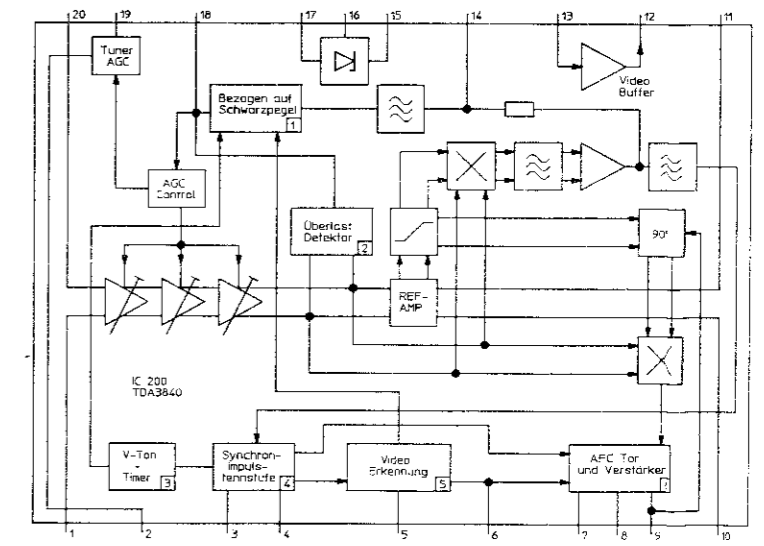 20 19 18 17 16 15 14 13 12 11
Tuner
AGC
Video
Buffer
Bezogen auf
Schwarzpegel
1
AGC
Control
Überlast
Detektor
2
90°
REF-
AMP
IC 200
TDA3840
V-Ton
Timer
3
Synchron-
impuls-
tennstufe
4
Video
Erkennung
5
AFC Tor
und Verstärker
1 2 3 4 5 6 7 8 9 10